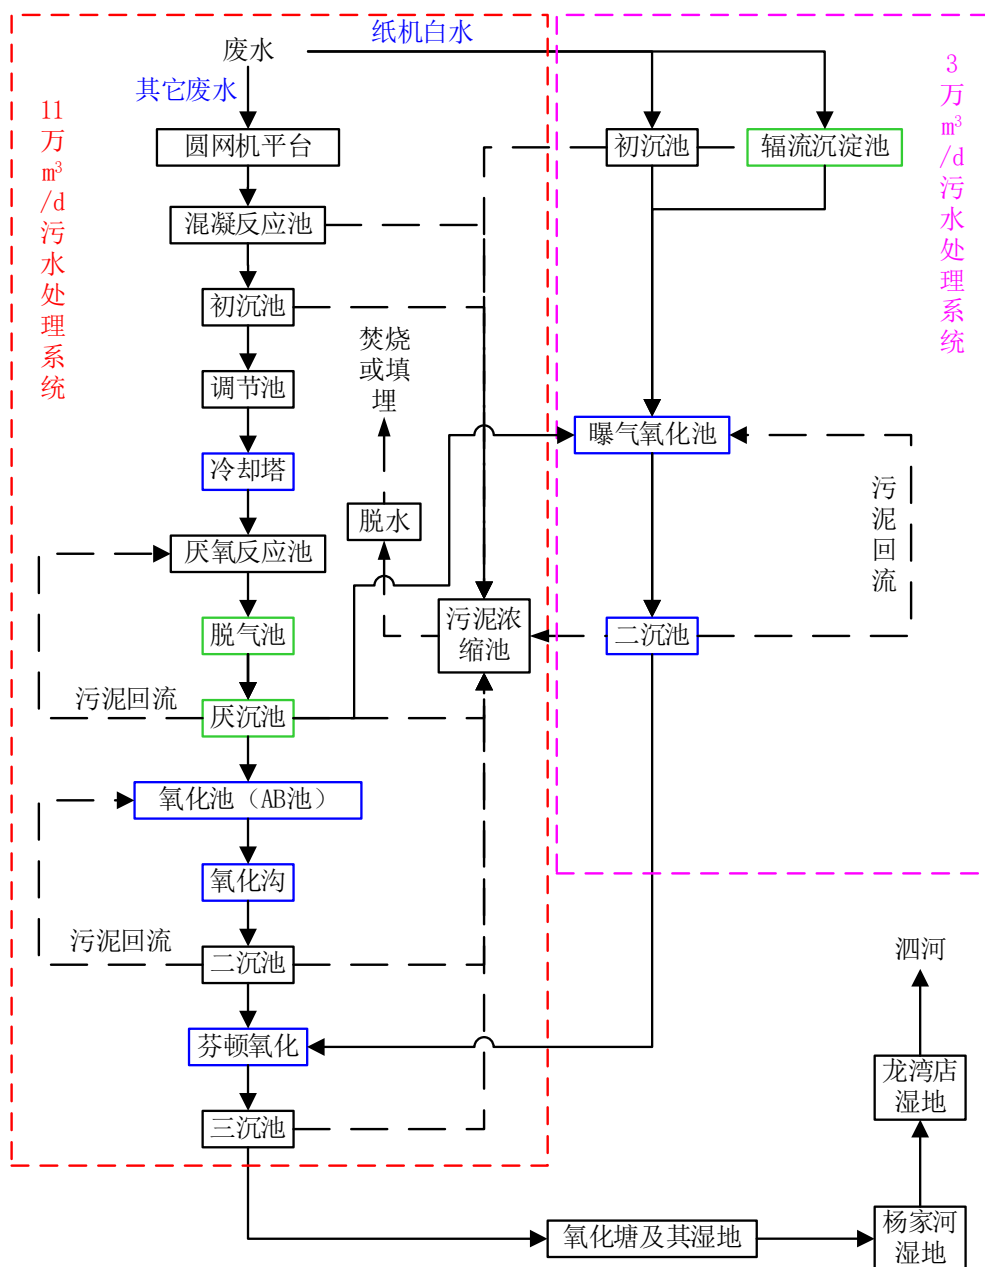 纸机白水
废水
其它废水
11
万
m³
/d
污
水
处
理
系
统
3
万
m³
/d
污
水
处
理
系
统
圆网机平台
初沉池
辐流沉淀池
混凝反应池
初沉池
焚烧
或填
埋
调节池
曝气氧化池
冷却塔
污
泥
回
流
脱水
厌氧反应池
污泥浓
缩池
脱气池
二沉池
污泥回流
厌沉池
氧化池（AB池）
氧化沟
污泥回流
二沉池
泗河
芬顿氧化
龙湾店
湿地
三沉池
氧化塘及其湿地
杨家河
湿地